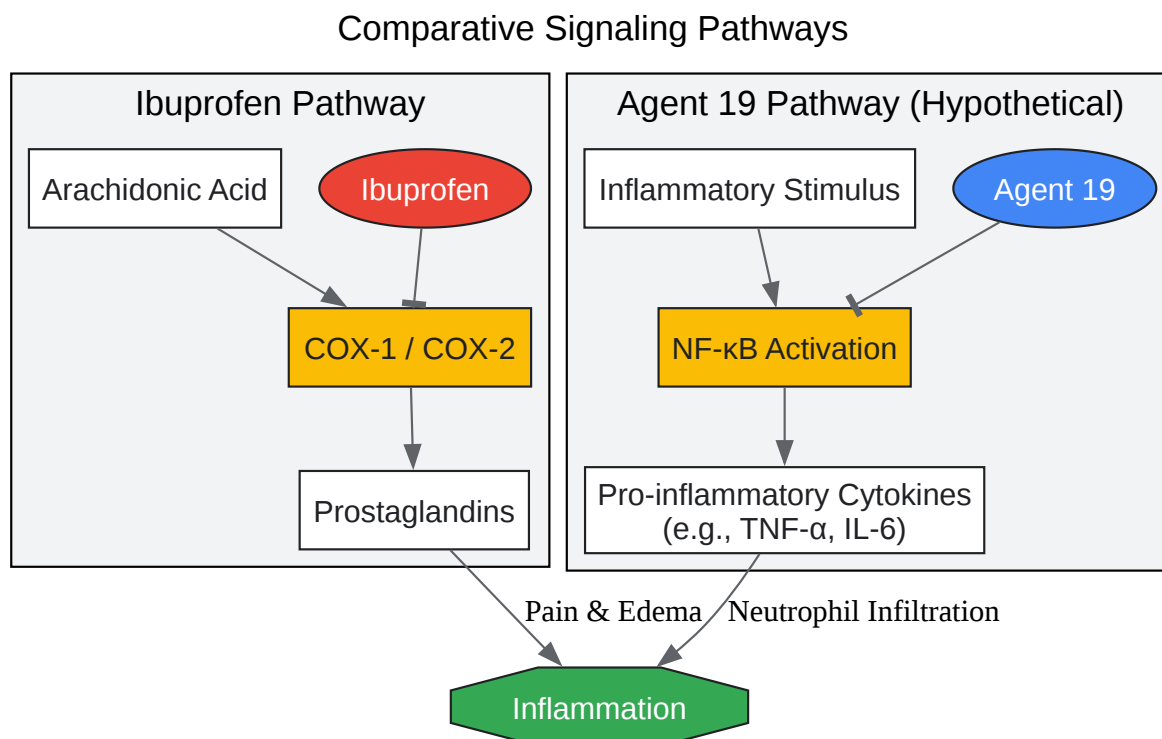 Comparative Signaling Pathways
Ibuprofen Pathway
Arachidonic Acid
Ibuprofen
COX-1 / COX-2
Prostaglandins
Agent 19 Pathway (Hypothetical)
Inflammatory Stimulus
Agent 19
NF-κB Activation
Pro-inflammatory Cytokines
(e.g., TNF-α, IL-6)
Pain & Edema
Neutrophil Infiltration
Inflammation